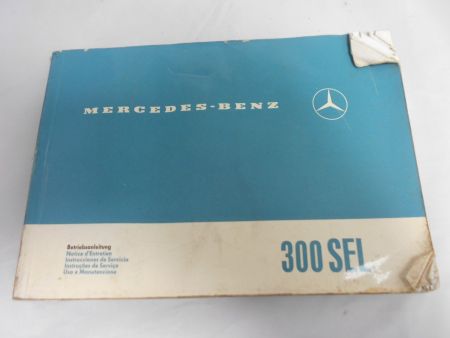 MERCEDES-BENZ
Betriebsanleitung
Notice d'Entretien
Instrucciones de Servicio
Instruções de Serviço
Uso e Manutenzione
300 SEL